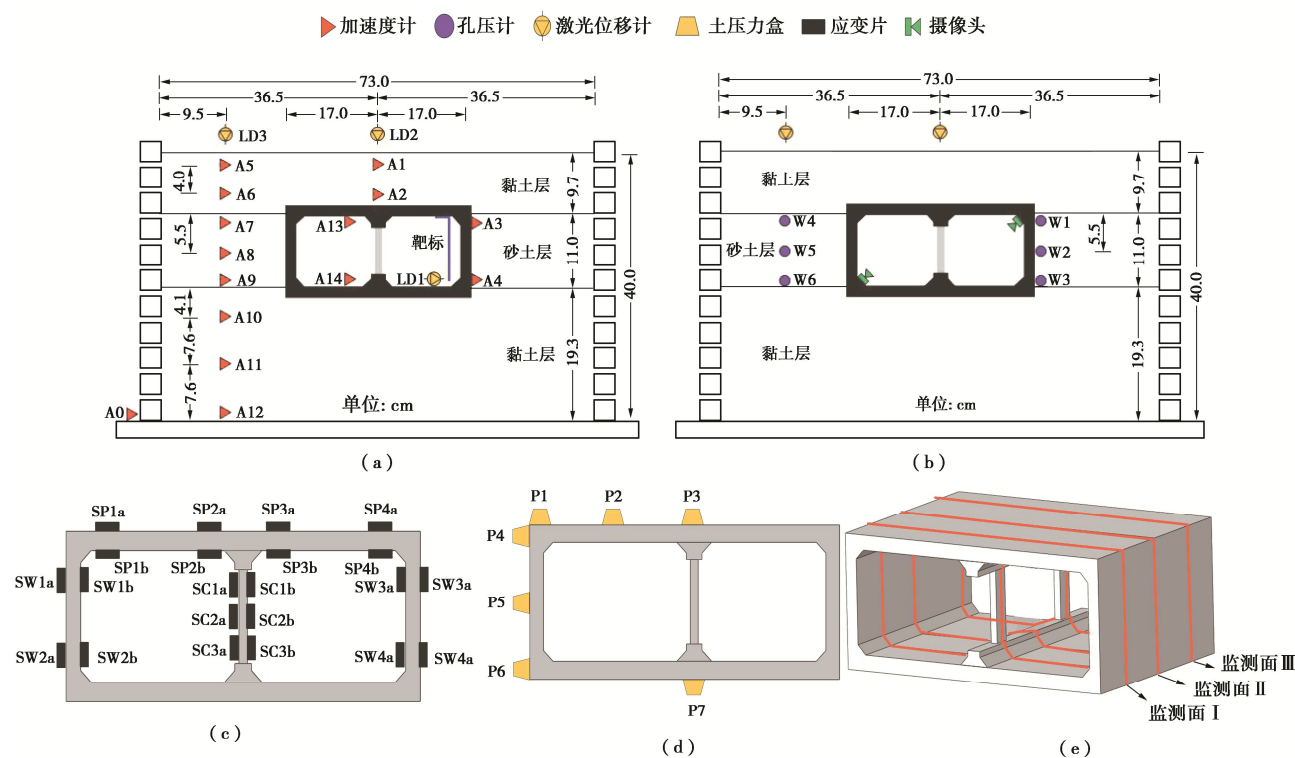 加速度计 孔压计 激光位移计 土压力盒 应变片 摄像头
73.0
36.5 36.5
9.5 17.0 17.0
LD3 LD2
A5 A1
4.0
A6 A2
黏土层 9.7
A7 A13 A3
5.5 靶标
A8 砂土层 11.0
A9 A14 LD1 A4
40.0
4.1
A10
7.6
黏土层 19.3
A11
7.6
单位: cm
A0 A12
(a)
73.0
36.5 36.5
9.5 17.0 17.0
黏上层 9.7
W4 W1
5.5
砂土层 W5 W2 11.0
W6 W3
40.0
黏土层 19.3
单位: cm
(b)
SP1a SP2a SP3a SP4a
SP1b SP2b SP3b SP4b
SW1a SW1b SC1a SC1b SW3a SW3a
SC2a SC2b
SW2a SW2b SC3a SC3b SW4a SW4a
(c)
P1 P2 P3
P4
P5
P6
P7
(d)
监测面Ⅲ
监测面Ⅱ
监测面Ⅰ
(e)